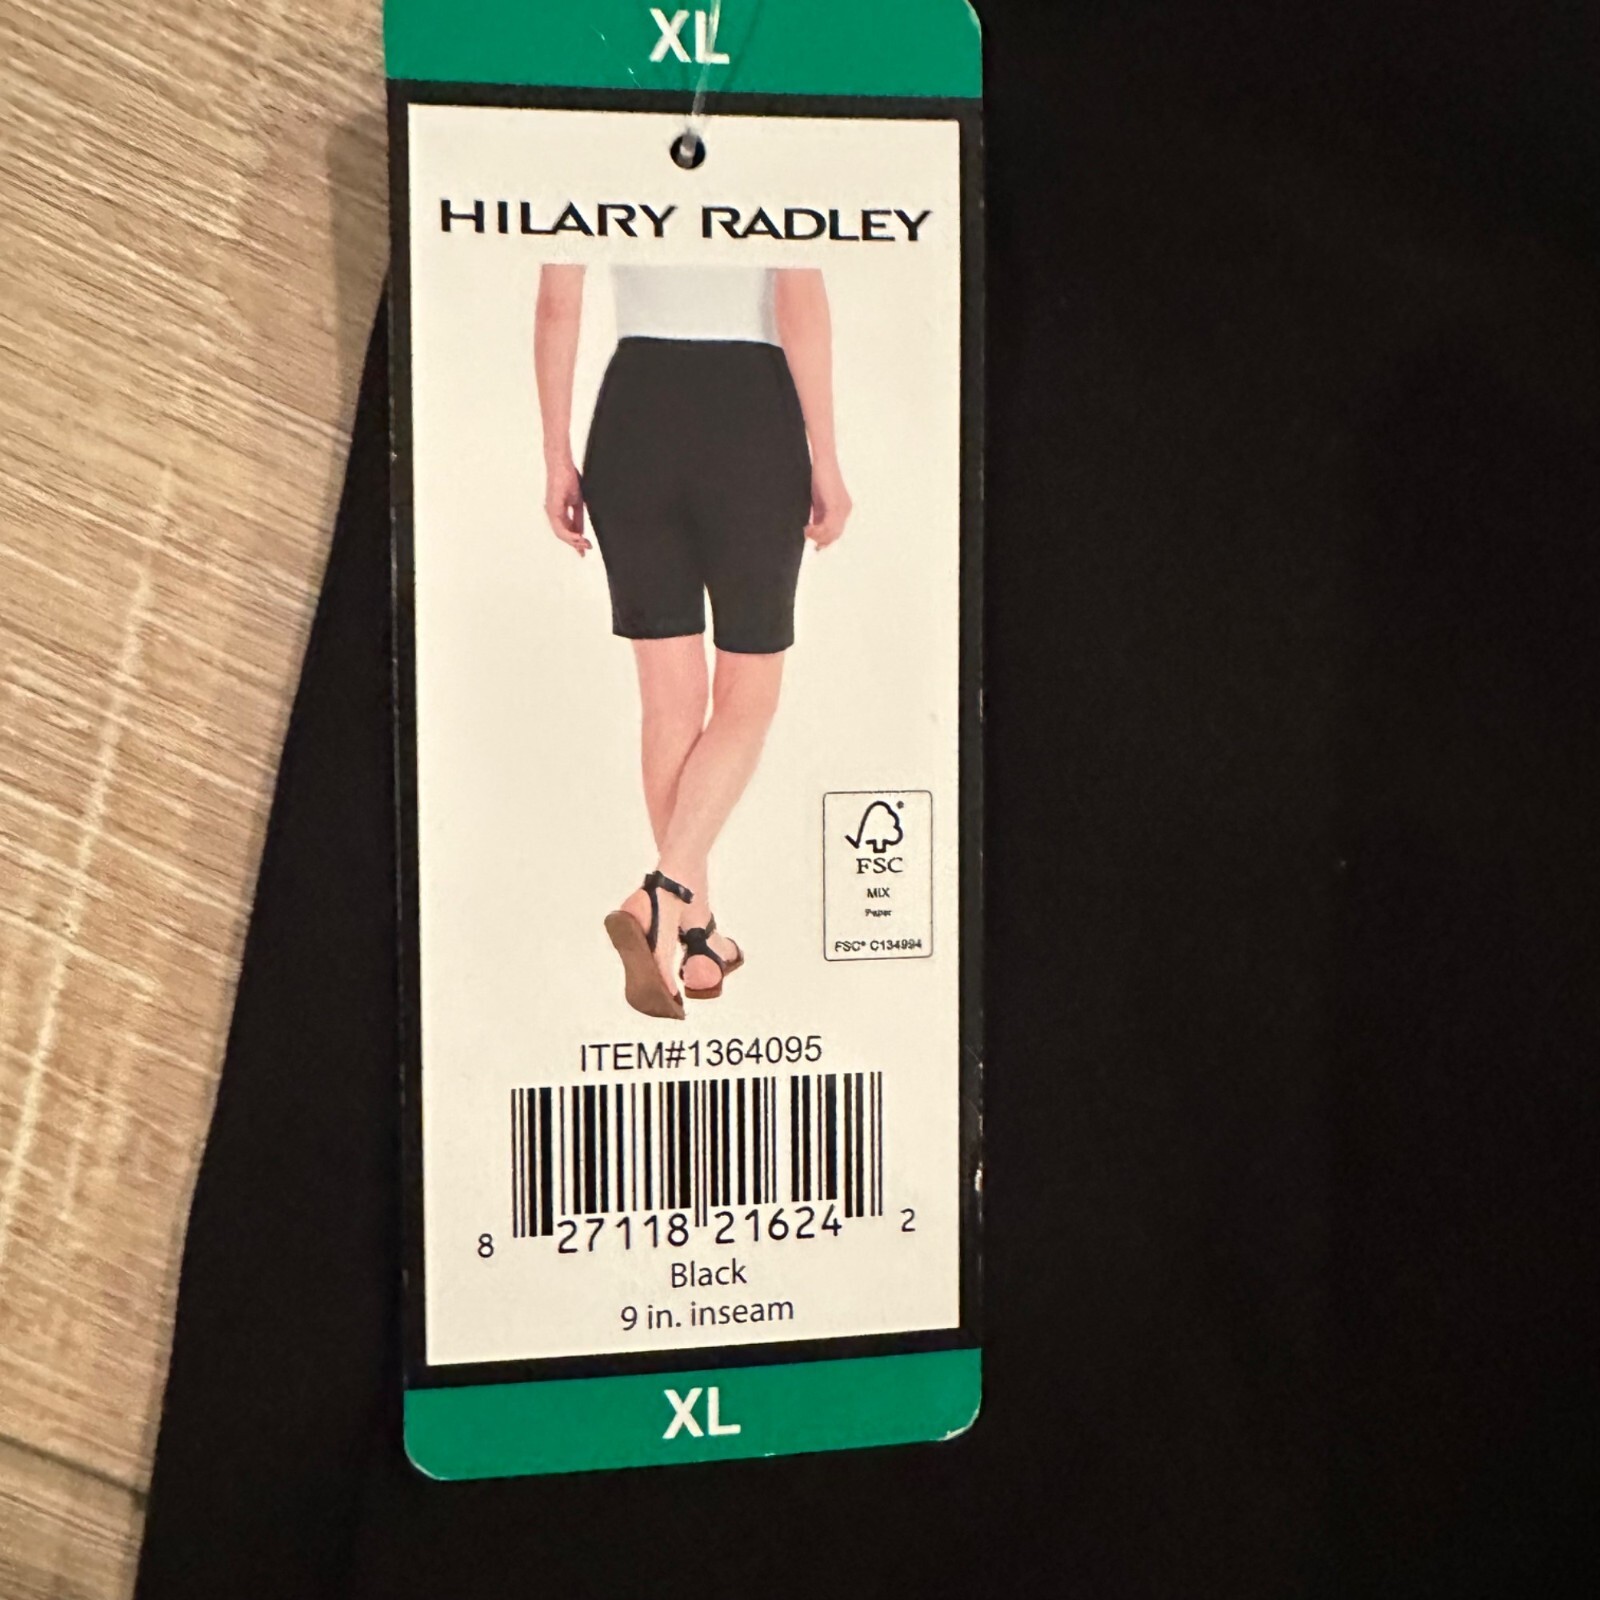 XL
HILARY RADLEY
FSC
MIX
Paper
FSC® C134994
ITEM#1364095
8 27118 21624 2
Black
9 in. inseam
XL